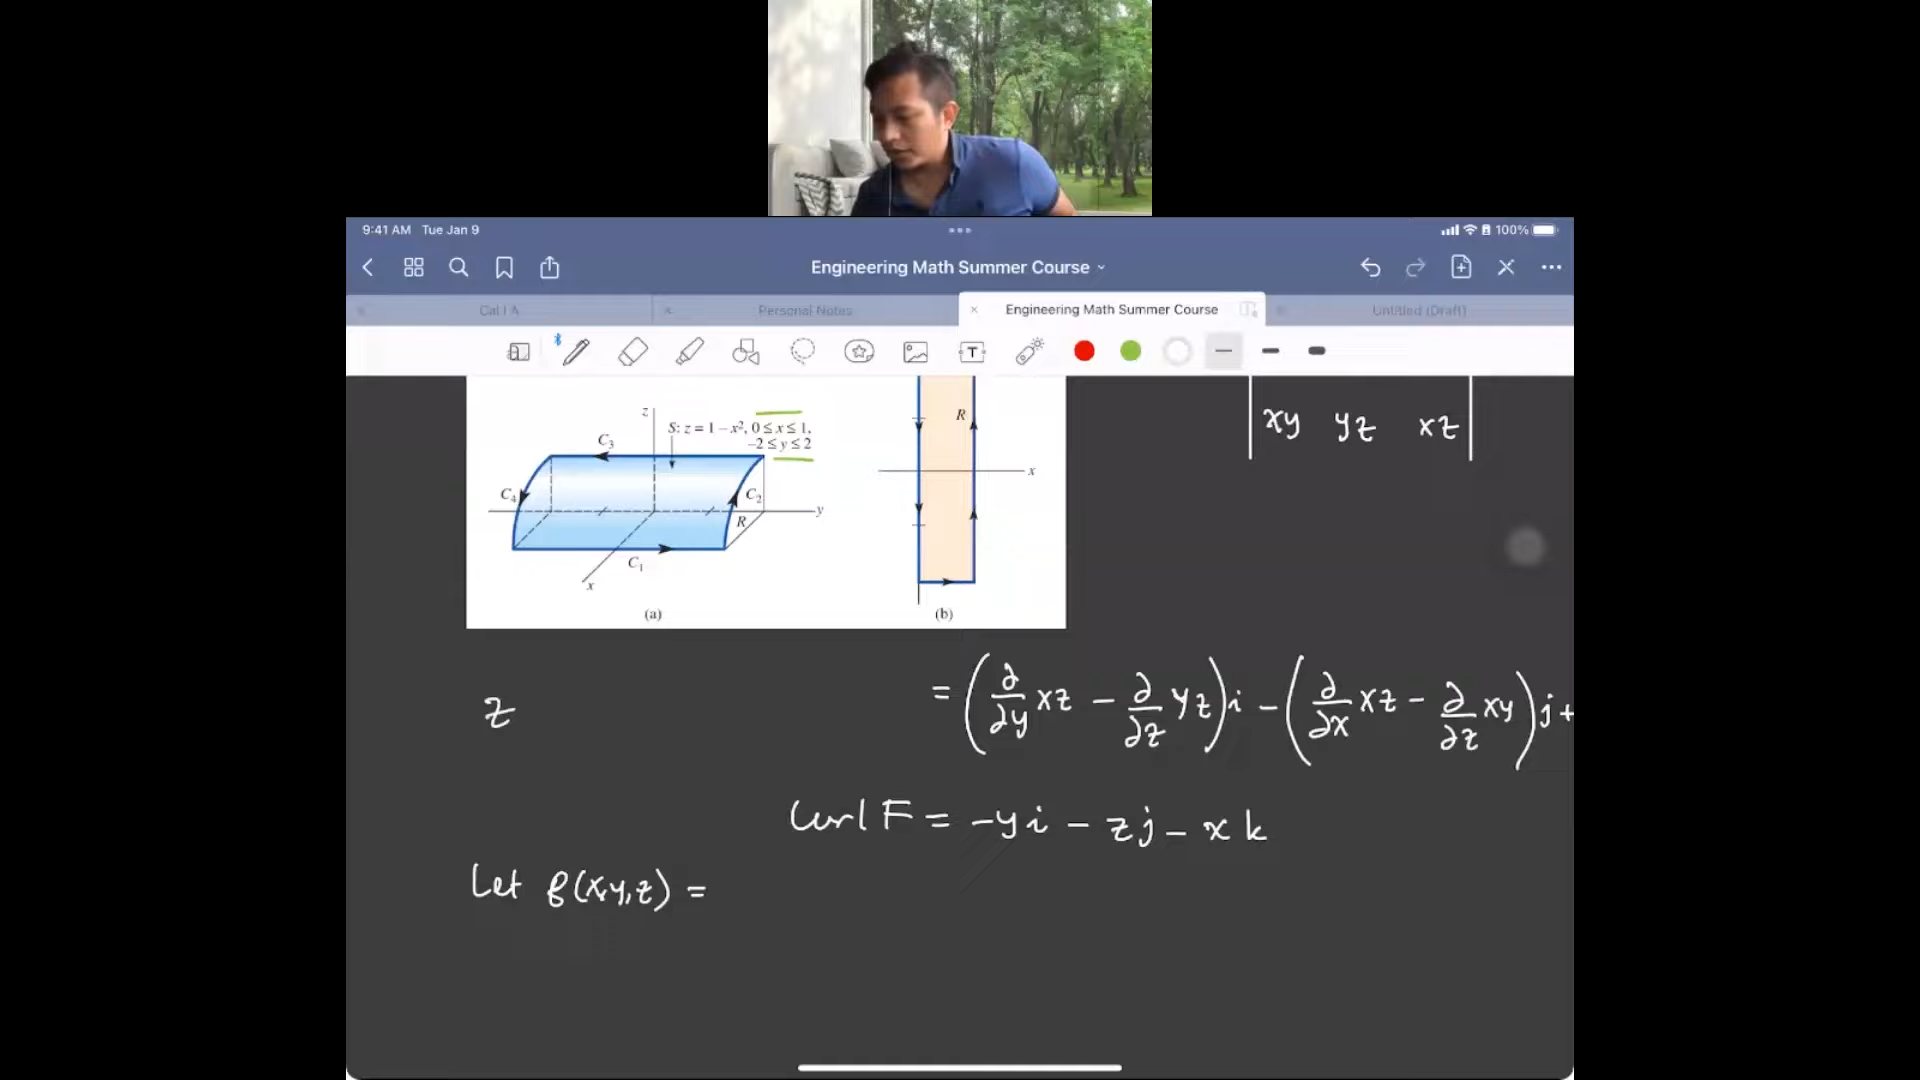 9:41 AM Tue Jan 9
100%
Engineering Math Summer Course
Cal I A
Personal Notes
Engineering Math Summer Course
Untitled (Draft)
T
z
S: z = 1 – x², 0 ≤ x ≤ 1,
–2 ≤ y ≤ 2
C₃
C₄
C₂
R
y
C₁
x
(a)
R
x
(b)
xy yz xz
z
= (∂/∂y xz – ∂/∂z yz)i – (∂/∂x xz – ∂/∂z xy)j +
Curl F = –yi – zj – xk
Let g(x,y,z) =